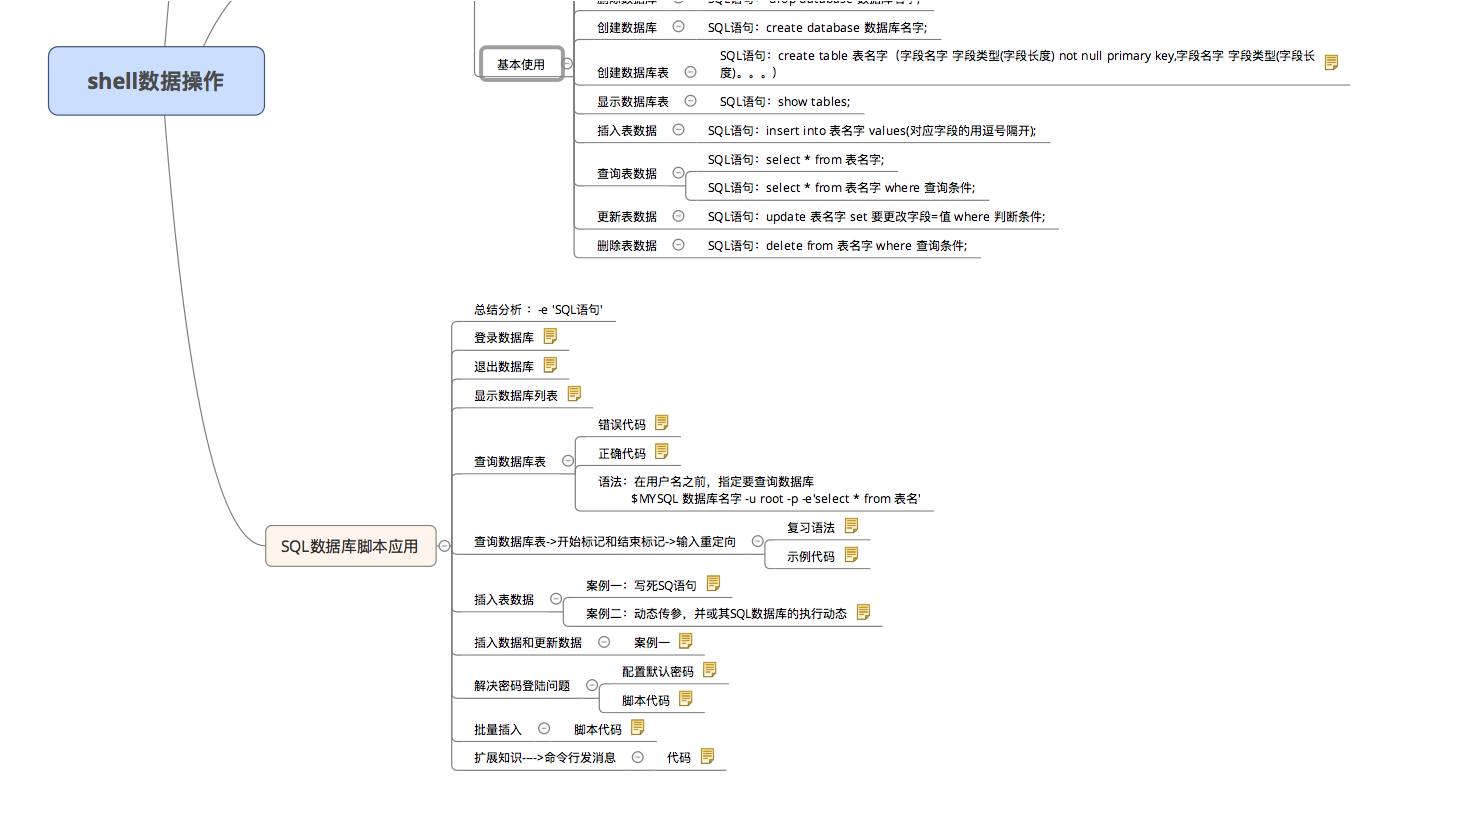 shell数据操作
基本使用
创建数据库
SQL语句：create database 数据库名字;
创建数据库表
SQL语句：create table 表名字（字段名字 字段类型(字段长度) not null primary key,字段名字 字段类型(字段长
度)。。。）
显示数据库表
SQL语句：show tables;
插入表数据
SQL语句：insert into 表名字 values(对应字段的用逗号隔开);
查询表数据
SQL语句：select * from 表名字;
SQL语句：select * from 表名字 where 查询条件;
更新表数据
SQL语句：update 表名字 set 要更改字段=值 where 判断条件;
删除表数据
SQL语句：delete from 表名字 where 查询条件;
SQL数据库脚本应用
总结分析 ：-e 'SQL语句'
登录数据库
退出数据库
显示数据库列表
查询数据库表
错误代码
正确代码
语法：在用户名之前，指定要查询数据库
$MYSQL 数据库名字 -u root -p -e'select * from 表名'
查询数据库表->开始标记和结束标记->输入重定向
复习语法
示例代码
插入表数据
案例一：写死SQ语句
案例二：动态传参，并或其SQL数据库的执行动态
插入数据和更新数据
案例一
解决密码登陆问题
配置默认密码
脚本代码
批量插入
脚本代码
扩展知识---->命令行发消息
代码